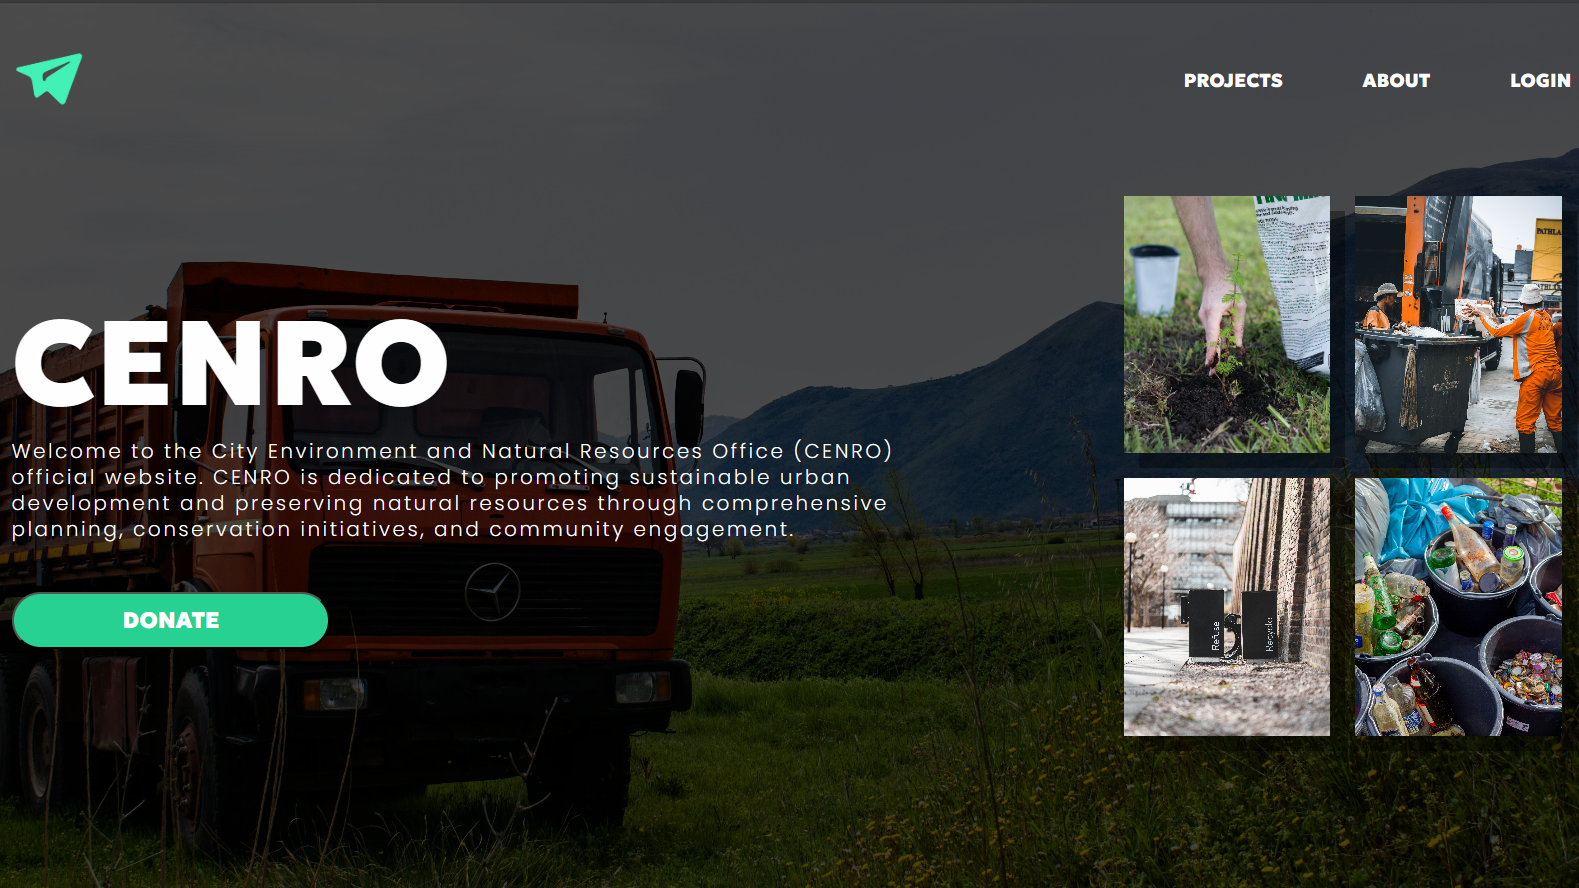 PROJECTS
ABOUT
LOGIN
CENRO
Welcome to the City Environment and Natural Resources Office (CENRO)
official website. CENRO is dedicated to promoting sustainable urban
development and preserving natural resources through comprehensive
planning, conservation initiatives, and community engagement.
DONATE
Refuse
Recycle